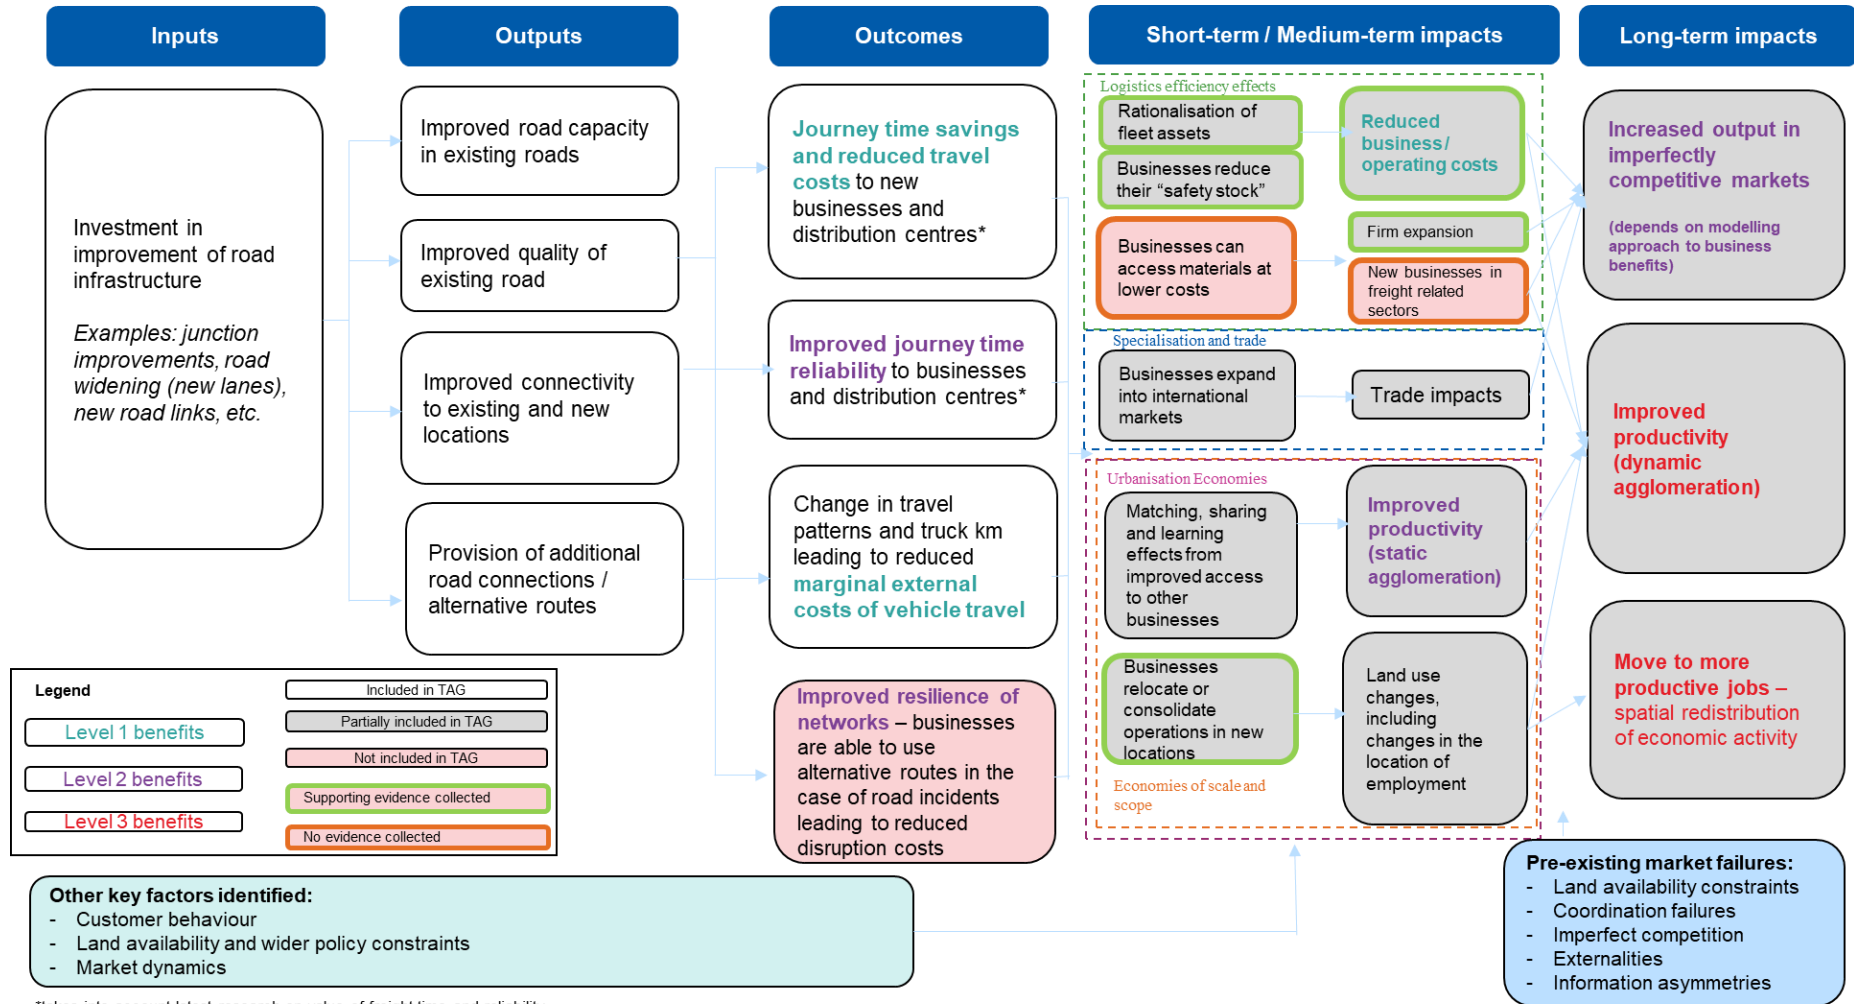 Inputs
Outputs
Outcomes
Short-term / Medium-term impacts
Long-term impacts
Investment in
improvement of road
infrastructure
Examples: junction
improvements, road
widening (new lanes),
new road links, etc.
Improved road capacity
in existing roads
Improved quality of
existing road
Improved connectivity
to existing and new
locations
Provision of additional
road connections /
alternative routes
Journey time savings
and reduced travel
costs to new
businesses and
distribution centres*
Improved journey time
reliability to businesses
and distribution centres*
Change in travel
patterns and truck km
leading to reduced
marginal external
costs of vehicle travel
Improved resilience of
networks – businesses
are able to use
alternative routes in the
case of road incidents
leading to reduced
disruption costs
Logistics efficiency effects
Rationalisation of
fleet assets
Businesses reduce
their “safety stock”
Businesses can
access materials at
lower costs
Reduced
business /
operating costs
Firm expansion
New businesses in
freight related
sectors
Specialisation and trade
Businesses expand
into international
markets
Trade impacts
Urbanisation Economies
Matching, sharing
and learning
effects from
improved access
to other
businesses
Improved
productivity
(static
agglomeration)
Businesses
relocate or
consolidate
operations in new
locations
Land use
changes,
including
changes in the
location of
employment
Economies of scale and
scope
Increased output in
imperfectly
competitive markets
(depends on modelling
approach to business
benefits)
Improved
productivity
(dynamic
agglomeration)
Move to more
productive jobs –
spatial redistribution
of economic activity
Legend
Level 1 benefits
Level 2 benefits
Level 3 benefits
Included in TAG
Partially included in TAG
Not included in TAG
Supporting evidence collected
No evidence collected
Other key factors identified:
- Customer behaviour
- Land availability and wider policy constraints
- Market dynamics
Pre-existing market failures:
- Land availability constraints
- Coordination failures
- Imperfect competition
- Externalities
- Information asymmetries